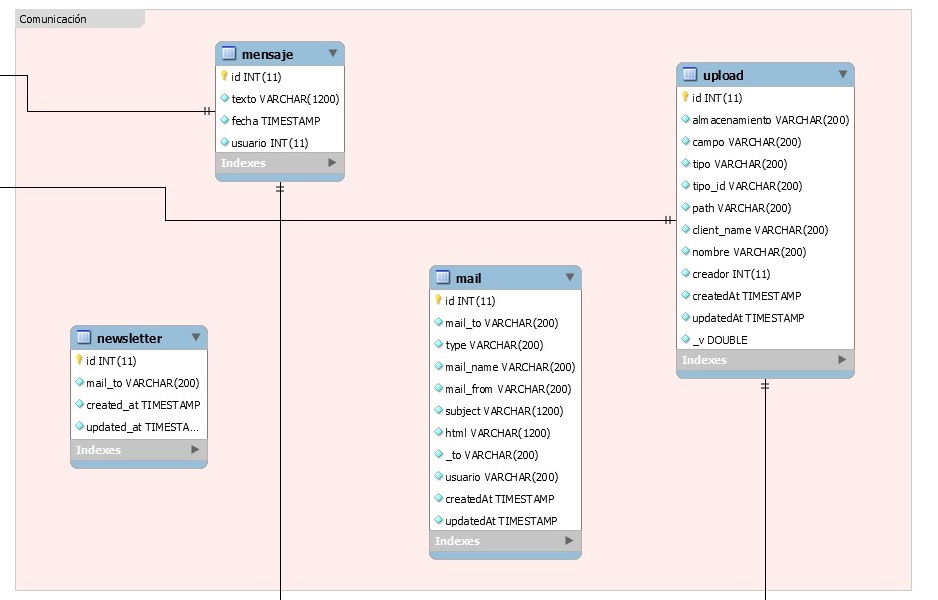 Comunicación
mensaje
id INT(11)
texto VARCHAR(1200)
fecha TIMESTAMP
usuario INT(11)
Indexes
upload
id INT(11)
almacenamiento VARCHAR(200)
campo VARCHAR(200)
tipo VARCHAR(200)
tipo_id VARCHAR(200)
path VARCHAR(200)
client_name VARCHAR(200)
nombre VARCHAR(200)
creador INT(11)
createdAt TIMESTAMP
updatedAt TIMESTAMP
_v DOUBLE
Indexes
mail
id INT(11)
mail_to VARCHAR(200)
type VARCHAR(200)
mail_name VARCHAR(200)
mail_from VARCHAR(200)
subject VARCHAR(1200)
html VARCHAR(1200)
_to VARCHAR(200)
usuario VARCHAR(200)
createdAt TIMESTAMP
updatedAt TIMESTAMP
Indexes
newsletter
id INT(11)
mail_to VARCHAR(200)
created_at TIMESTAMP
updated_at TIMESTA...
Indexes